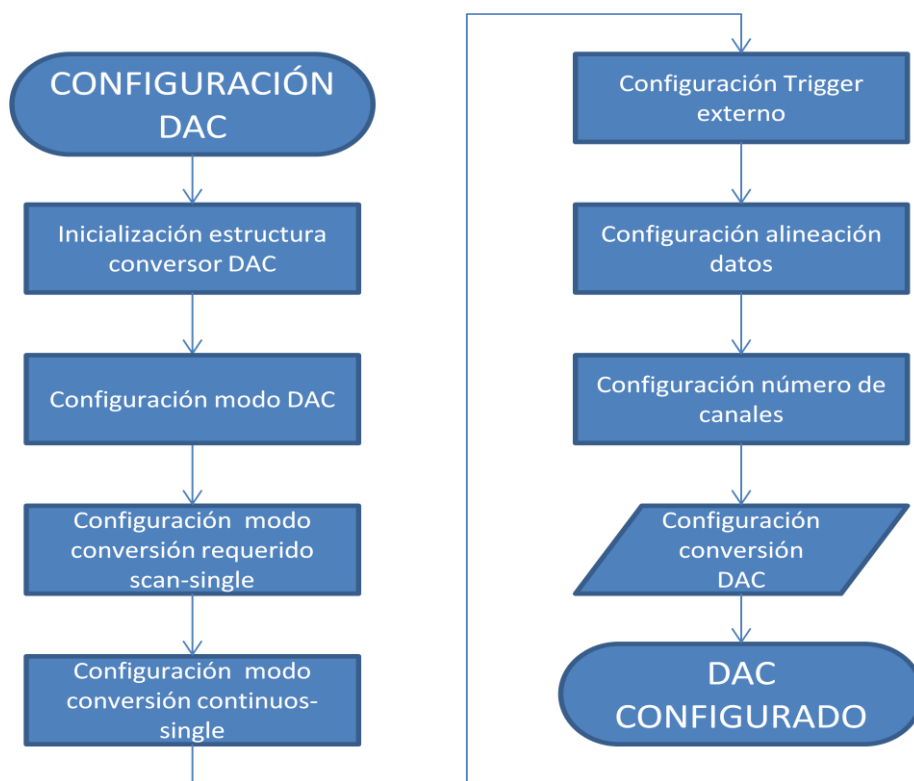 CONFIGURACIÓN
DAC
Inicialización estructura
conversor DAC
Configuración modo DAC
Configuración modo
conversión requerido
scan-single
Configuración modo
conversión continuos-
single
Configuración Trigger
externo
Configuración alineación
datos
Configuración número de
canales
Configuración
conversión
DAC
DAC
CONFIGURADO